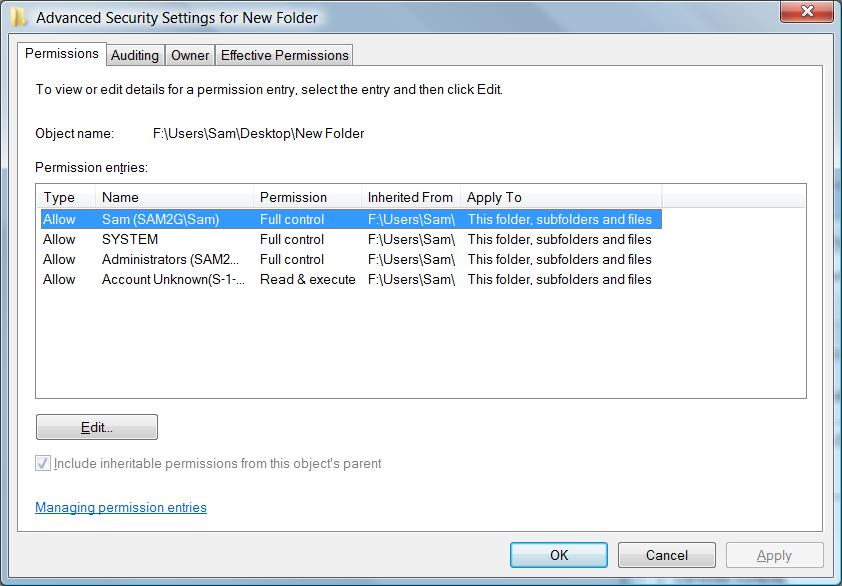 Advanced Security Settings for New Folder
Permissions Auditing Owner Effective Permissions
To view or edit details for a permission entry, select the entry and then click Edit.
Object name: F:\Users\Sam\Desktop\New Folder
Permission entries:
Type Name Permission Inherited From Apply To
Allow Sam (SAM2G\Sam) Full control F:\Users\Sam\ This folder, subfolders and files
Allow SYSTEM Full control F:\Users\Sam\ This folder, subfolders and files
Allow Administrators (SAM2... Full control F:\Users\Sam\ This folder, subfolders and files
Allow Account Unknown(S-1-... Read & execute F:\Users\Sam\ This folder, subfolders and files
Edit...
Include inheritable permissions from this object's parent
Managing permission entries
OK Cancel Apply